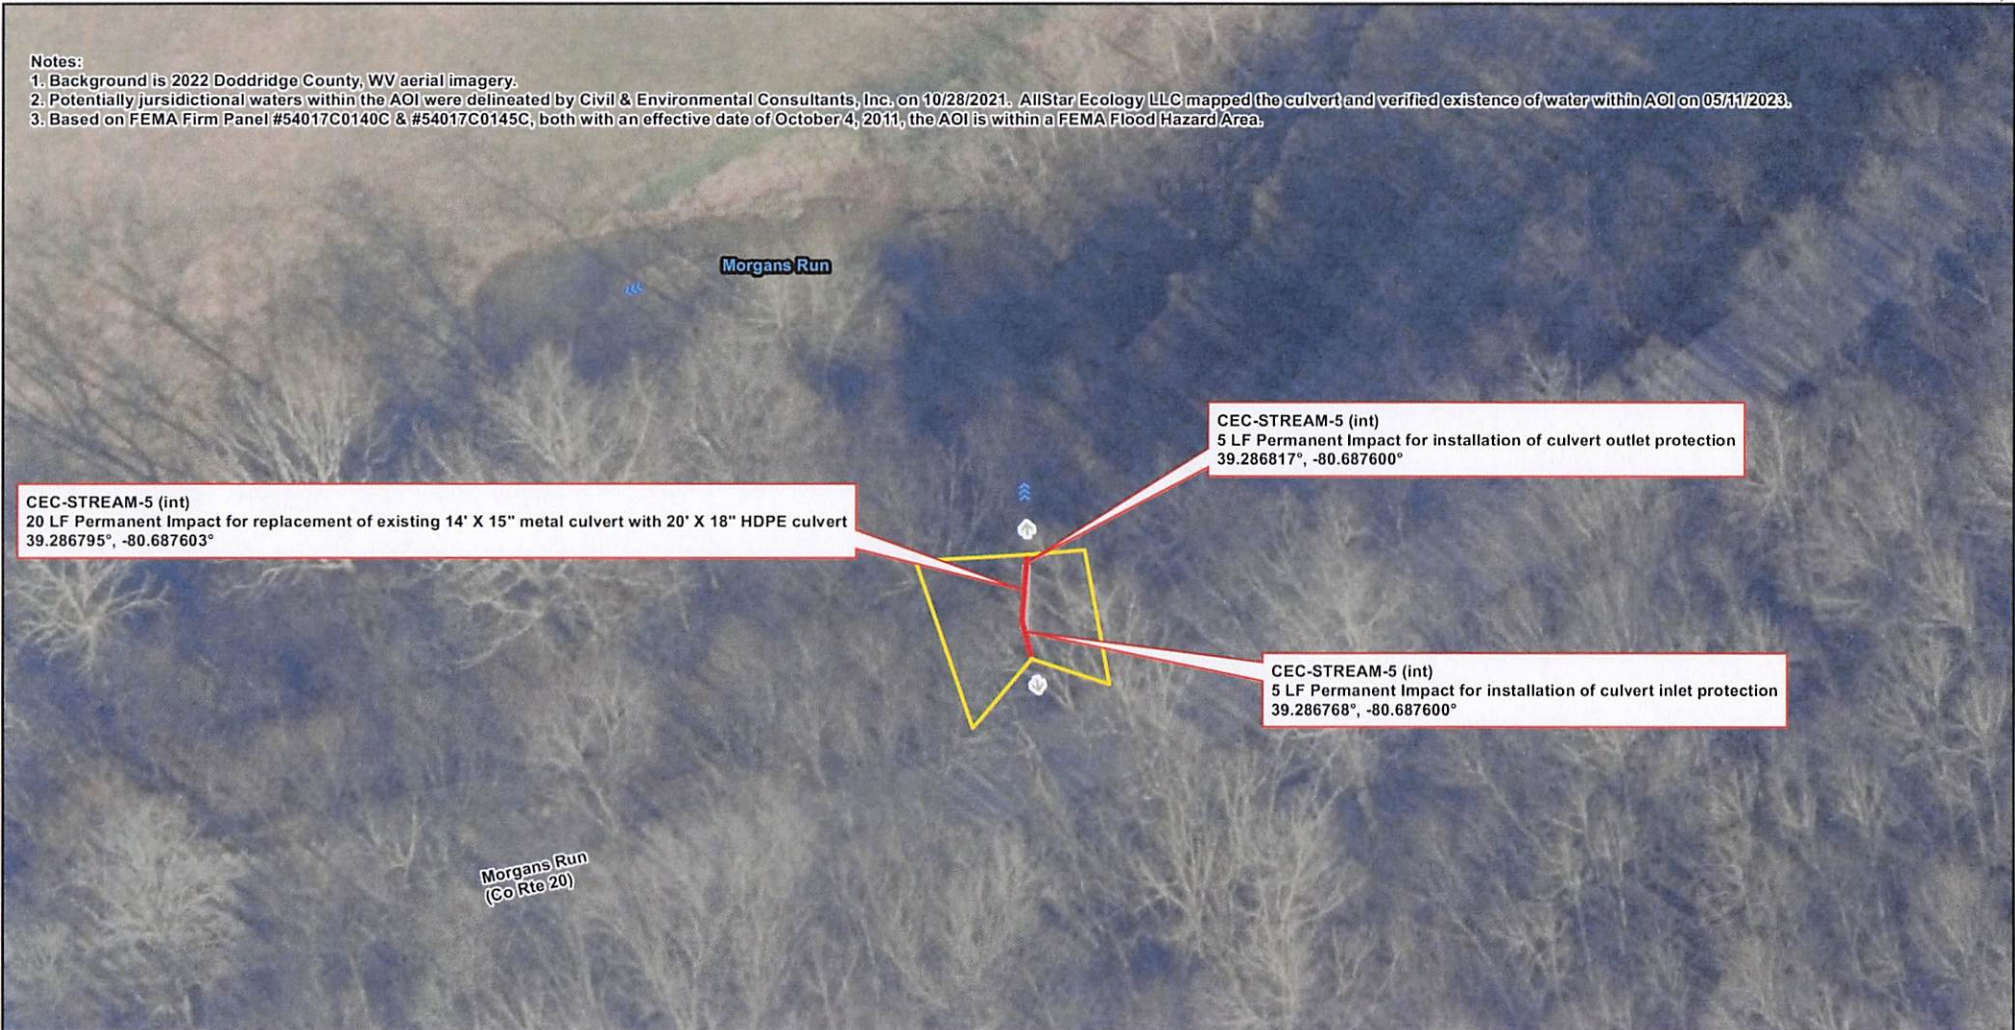 Notes:
1. Background is 2022 Doddridge County, WV aerial imagery.
2. Potentially jursidictional waters within the AOI were delineated by Civil & Environmental Consultants, Inc. on 10/28/2021. AllStar Ecology LLC mapped the culvert and verified existence of water within AOI on 05/11/2023.
3. Based on FEMA Firm Panel #54017C0140C & #54017C0145C, both with an effective date of October 4, 2011, the AOI is within a FEMA Flood Hazard Area.
Morgans Run
CEC-STREAM-5 (int)
5 LF Permanent Impact for installation of culvert outlet protection
39.286817°, -80.687600°
CEC-STREAM-5 (int)
20 LF Permanent Impact for replacement of existing 14' X 15" metal culvert with 20' X 18" HDPE culvert
39.286795°, -80.687603°
CEC-STREAM-5 (int)
5 LF Permanent Impact for installation of culvert inlet protection
39.286768°, -80.687600°
Morgans Run
(Co Rte 20)